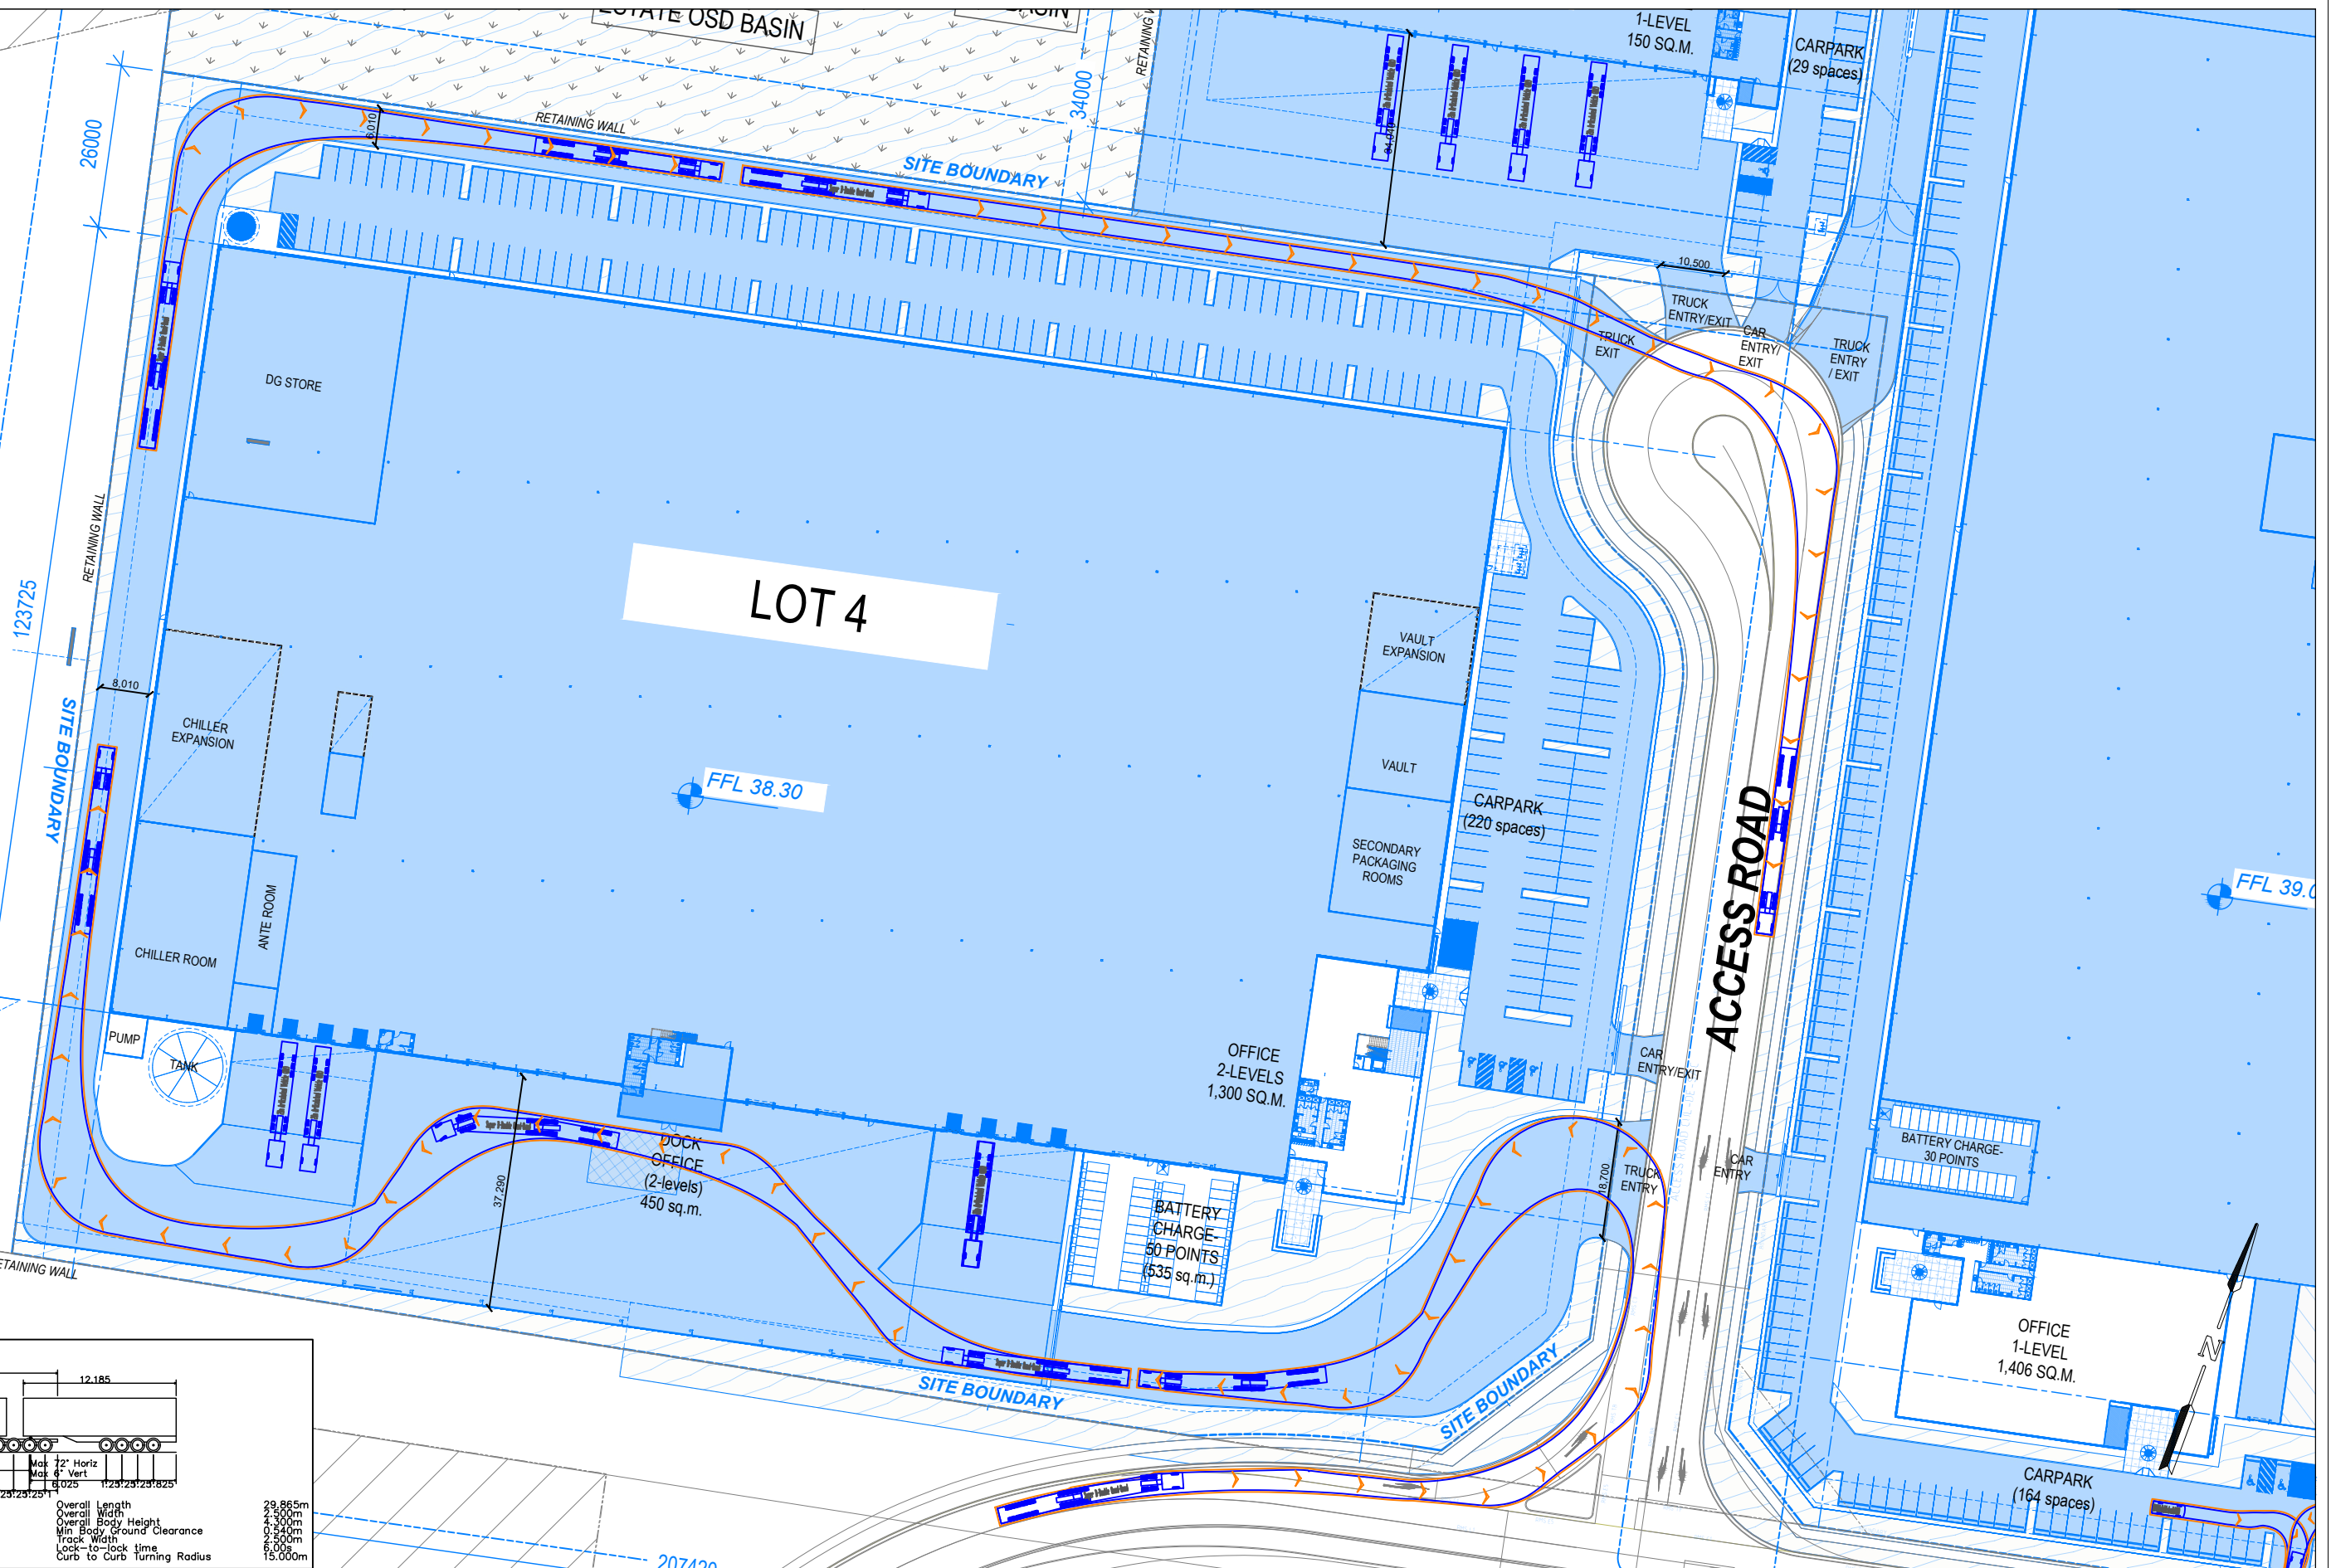 ESTATE OSD BASIN
BASIN
RETAINING W
1-LEVEL
150 SQ.M.
CARPARK
(29 spaces)
26000
34000
6,010
RETAINING WALL
SITE BOUNDARY
10,500
TRUCK
ENTRY/EXIT
TRUCK
EXIT
CAR
ENTRY/
EXIT
TRUCK
ENTRY
/ EXIT
DG STORE
RETAINING WALL
LOT 4
123725
8,010
SITE BOUNDARY
VAULT
EXPANSION
CHILLER
EXPANSION
VAULT
FFL 38.30
CARPARK
(220 spaces)
SECONDARY
PACKAGING
ROOMS
ACCESS ROAD
FFL 39.0
ANTE ROOM
CHILLER ROOM
PUMP
TANK
OFFICE
2-LEVELS
1,300 SQ.M.
CAR
ENTRY/EXIT
DOCK
OFFICE
(2-levels)
450 sq.m.
37,290
18,700
TRUCK
ENTRY
CAR
ENTRY
BATTERY CHARGE-
30 POINTS
BATTERY
CHARGE-
50 POINTS
(535 sq.m.)
RETAINING WALL
SITE BOUNDARY
SITE BOUNDARY
OFFICE
1-LEVEL
1,406 SQ.M.
N
CARPARK
(164 spaces)
12.185
Max 72° Horiz
Max 6° Vert
6.025
Overall Length 29.865m
Overall Width 2.500m
Overall Body Height 4.300m
Min Body Ground Clearance 0.540m
Track Width 2.500m
Lock-to-lock time 6.00s
Curb to Curb Turning Radius 15.000m
207420